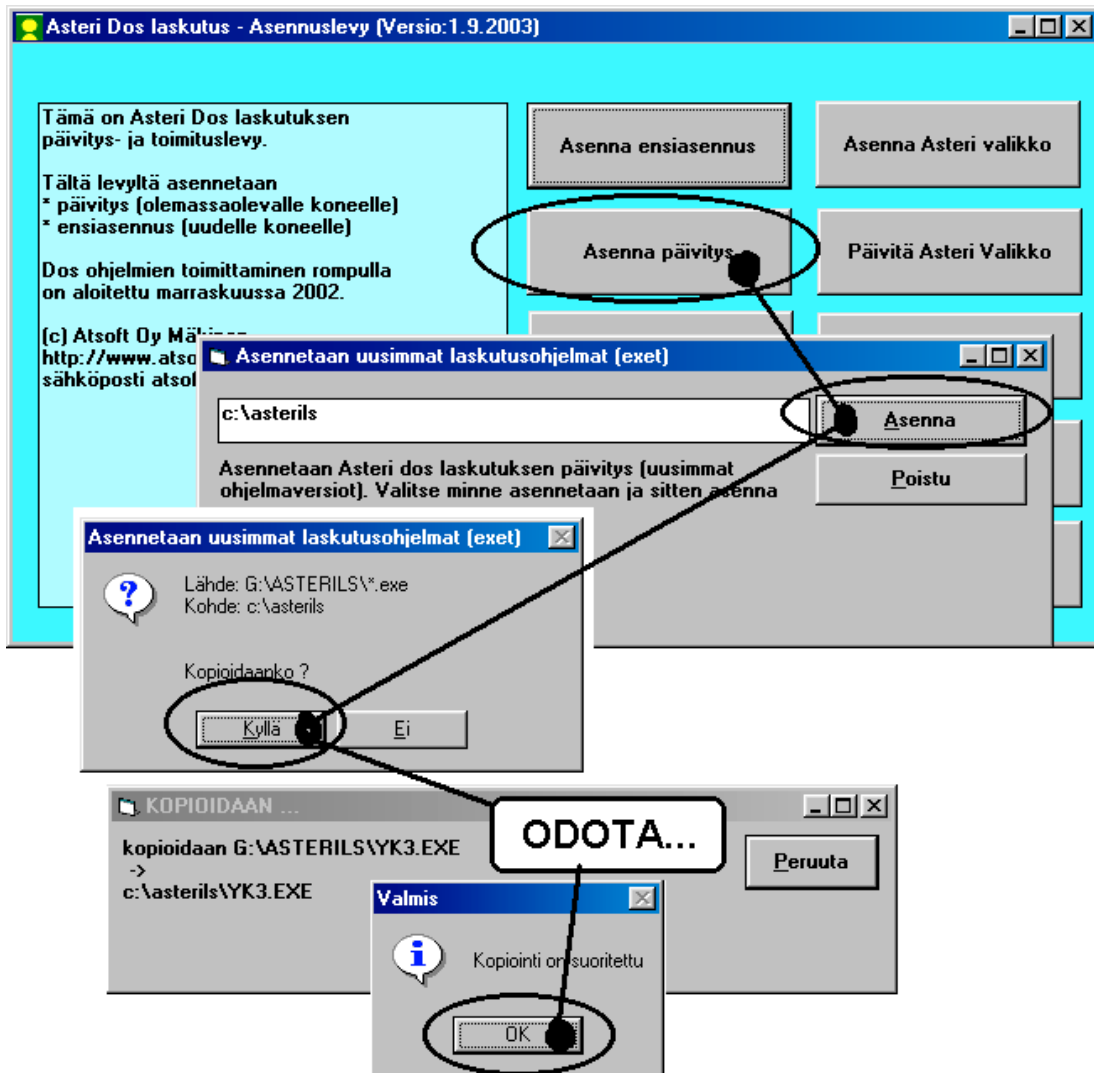 Asteri Dos laskutus - Asennuslevy (Versio:1.9.2003)
Tämä on Asteri Dos laskutuksen
päivitys- ja toimituslevy.
Tältä levyltä asennetaan
* päivitys (olemassaolevalle koneelle)
* ensiasennus (uudelle koneelle)
Dos ohjelmien toimittaminen rompulla
on aloitettu marraskuussa 2002.
(c) Atsoft Oy
http://www.atso
sähköposti atsof
Asenna ensiasennus
Asenna Asteri valikko
Asenna päivitys
Päivitä Asteri Valikko
Asennetaan uusimmat laskutusohjelmat (exet)
c:\asterils
Asenna
Asennetaan Asteri dos laskutuksen päivitys (uusimmat
ohjelmaversiot). Valitse minne asennetaan ja sitten asenna
Poistu
Asennetaan uusimmat laskutusohjelmat (exet)
Lähde: G:\ASTERILS\*.exe
Kohde: c:\asterils
Kopioidaanko ?
Kyllä
Ei
KOPIOIDAAN ...
kopioidaan G:\ASTERILS\YK3.EXE
->
c:\asterils\YK3.EXE
Peruuta
ODOTA...
Valmis
Kopiointi on suoritettu
OK